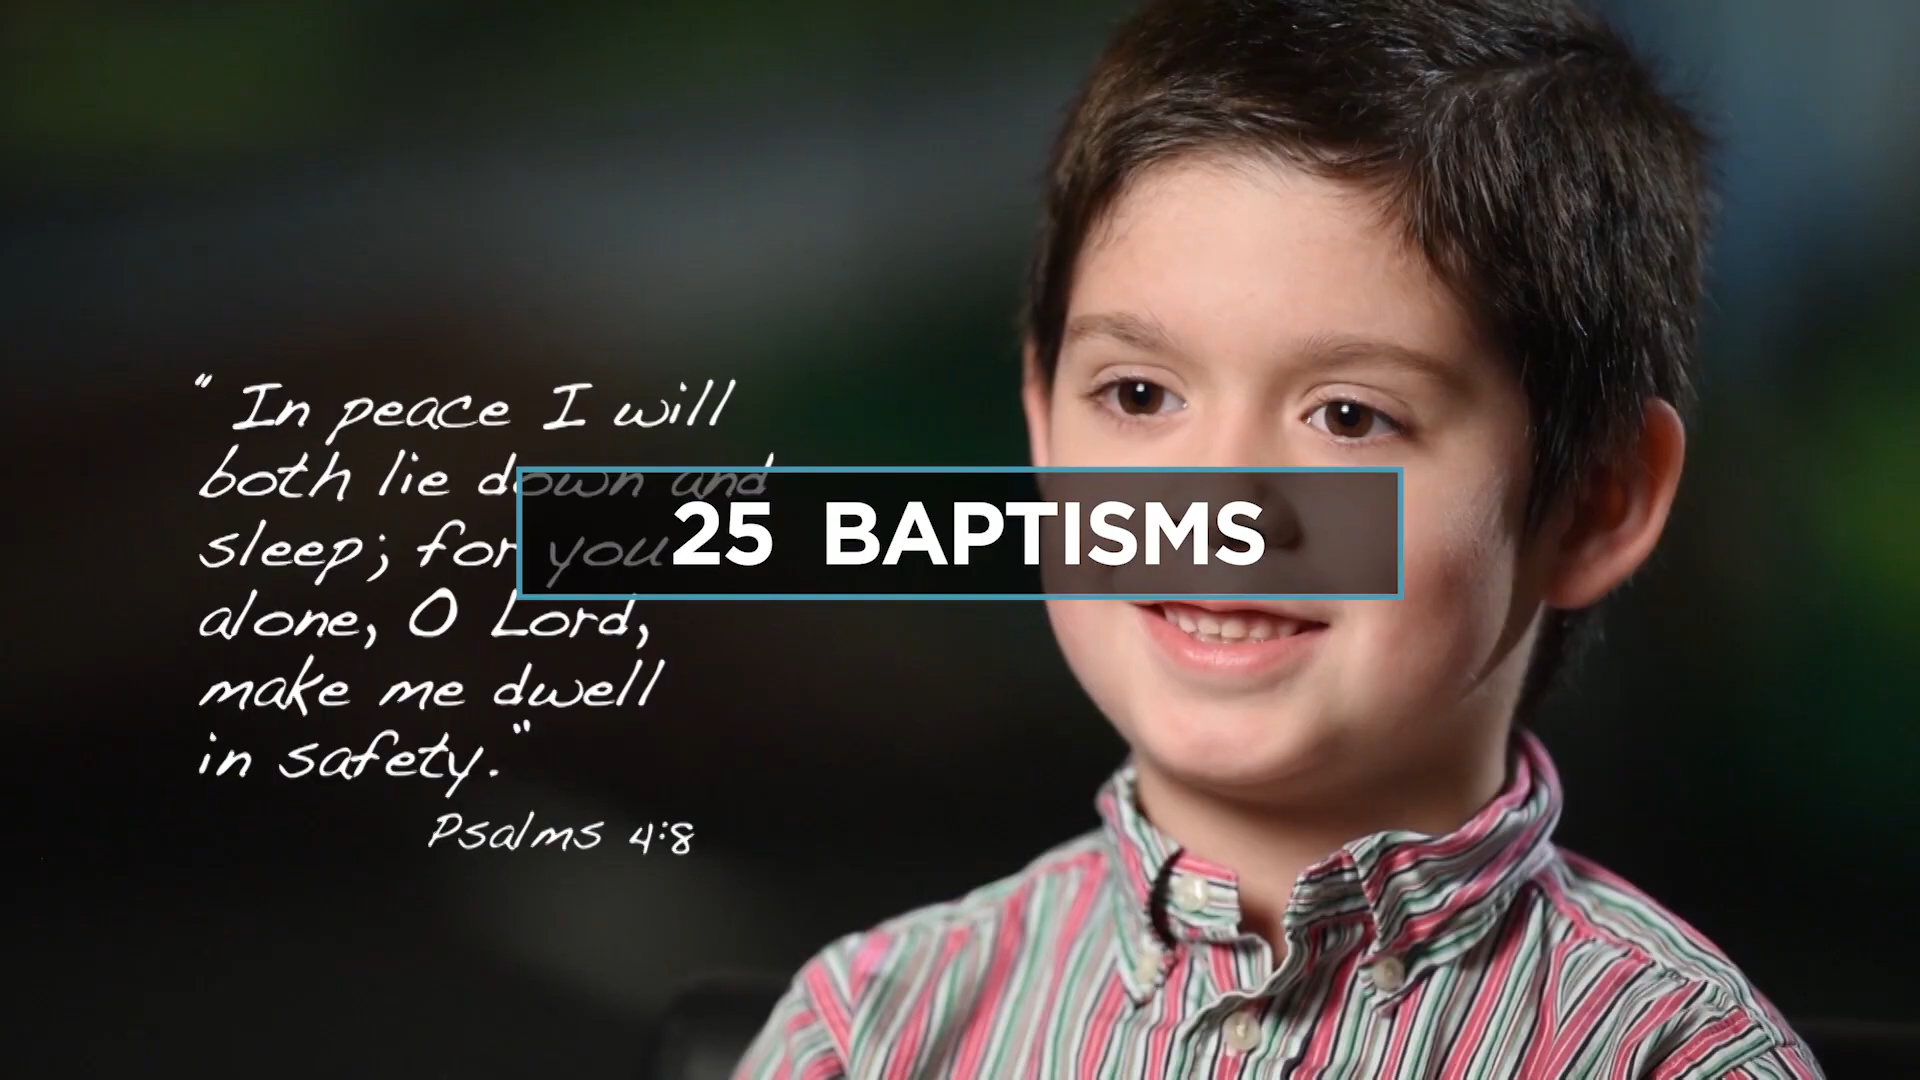 “ In peace I will
both lie down and
sleep; for you
alone, O Lord,
make me dwell
in safety.”
Psalms 4:8
25 BAPTISMS